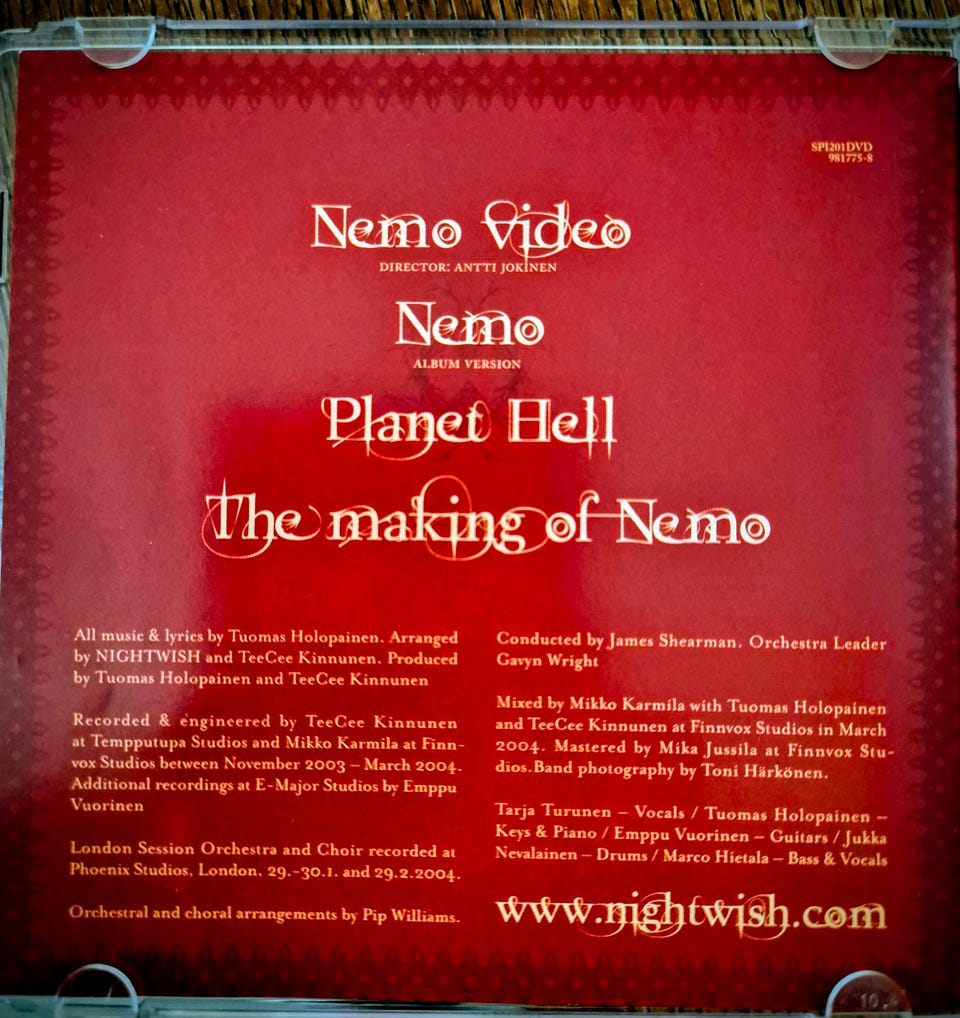 SPI201DVD
981775-8
Nemo Video
DIRECTOR: ANTTI JOKINEN
Nemo
ALBUM VERSION
Planet Hell
The making of Nemo
All music & lyrics by Tuomas Holopainen. Arranged
by NIGHTWISH and TeeCee Kinnunen. Produced
by Tuomas Holopainen and TeeCee Kinnunen
Recorded & engineered by TeeCee Kinnunen
at Tempputupa Studios and Mikko Karmila at Finn-
vox Studios between November 2003 – March 2004.
Additional recordings at E-Major Studios by Emppu
Vuorinen
London Session Orchestra and Choir recorded at
Phoenix Studios, London, 29.-30.1. and 29.2.2004.
Orchestral and choral arrangements by Pip Williams.
Conducted by James Shearman. Orchestra Leader
Gavyn Wright
Mixed by Mikko Karmila with Tuomas Holopainen
and TeeCee Kinnunen at Finnvox Studios in March
2004. Mastered by Mika Jussila at Finnvox Stu-
dios.Band photography by Toni Härkönen.
Tarja Turunen – Vocals / Tuomas Holopainen –
Keys & Piano / Emppu Vuorinen – Guitars / Jukka
Nevalainen – Drums / Marco Hietala – Bass & Vocals
www.nightwish.com